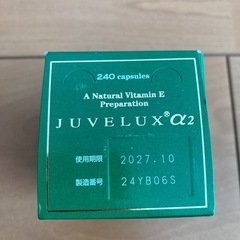 240 capsules
A Natural Vitamin E
Preparation
JUVELUX®α2
使用期限 2027.10
製造番号 24YB06S